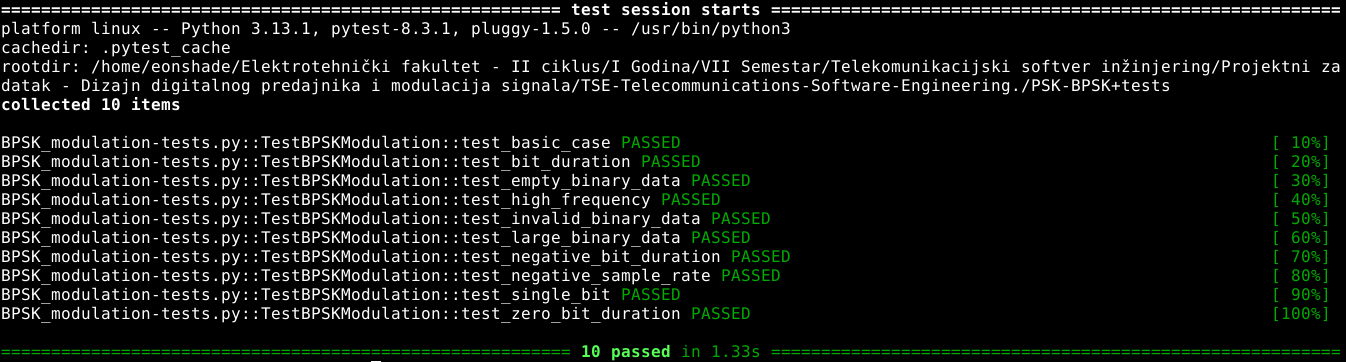 ============================================================ test session starts =============================================================
platform linux -- Python 3.13.1, pytest-8.3.1, pluggy-1.5.0 -- /usr/bin/python3
cachedir: .pytest_cache
rootdir: /home/eonshade/Elektrotehnički fakultet - II ciklus/I Godina/VII Semestar/Telekomunikacijski softver inžinjering/Projektni za
datak - Dizajn digitalnog predajnika i modulacija signala/TSE-Telecommunications-Software-Engineering./PSK-BPSK+tests
collected 10 items
BPSK_modulation-tests.py::TestBPSKModulation::test_basic_case PASSED [ 10%]
BPSK_modulation-tests.py::TestBPSKModulation::test_bit_duration PASSED [ 20%]
BPSK_modulation-tests.py::TestBPSKModulation::test_empty_binary_data PASSED [ 30%]
BPSK_modulation-tests.py::TestBPSKModulation::test_high_frequency PASSED [ 40%]
BPSK_modulation-tests.py::TestBPSKModulation::test_invalid_binary_data PASSED [ 50%]
BPSK_modulation-tests.py::TestBPSKModulation::test_large_binary_data PASSED [ 60%]
BPSK_modulation-tests.py::TestBPSKModulation::test_negative_bit_duration PASSED [ 70%]
BPSK_modulation-tests.py::TestBPSKModulation::test_negative_sample_rate PASSED [ 80%]
BPSK_modulation-tests.py::TestBPSKModulation::test_single_bit PASSED [ 90%]
BPSK_modulation-tests.py::TestBPSKModulation::test_zero_bit_duration PASSED [100%]
========================================================= 10 passed in 1.33s =========================================================